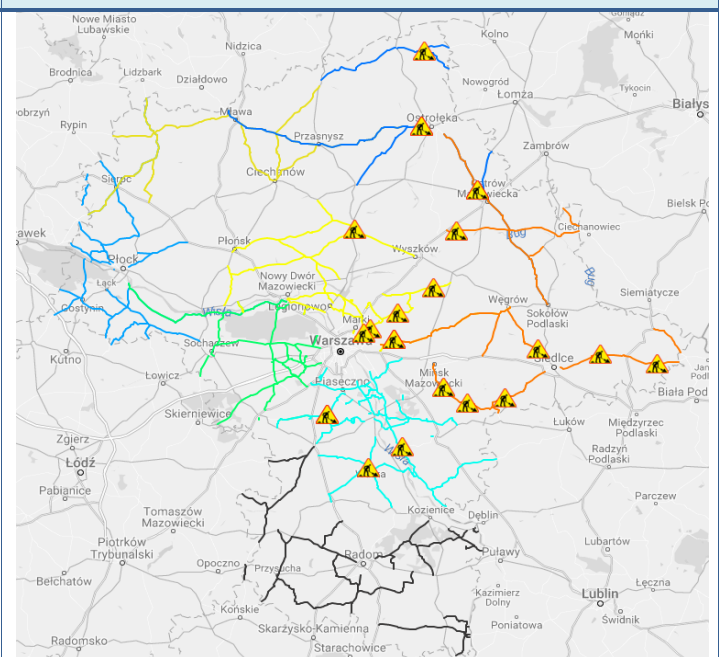 Nowe Miasto
Lubawskie
Nidzica
Kolno
Mońki
Brodnica
Lidzbark
Działdowo
Nowogród
Łomża
Tykocin
Rypin
Mława
Ostrołęka
Przasnysz
Zambrów
Sierpc
Ciechanów
Mazowiecka
Bielsk
Ciechanowiec
Bug
Płońsk
Wyszków
Płock
Łąck
Nowy Dwór
Mazowiecki
Bug
Siemiatycze
Gostynin
Wisła
Legionowo
Węgrów
Sokołów
Podlaski
Marki
Sochaczew
Warszawa
Kutno
Siedlce
Łowicz
Piaseczno
Mińsk
Mazowiecki
Biała
Skierniewice
Łuków
Międzyrzec
Podlaski
Zgierz
Radzyń
Podlaski
Łódź
Wisła
Pabianice
Kozienice
Dęblin
Parczew
Tomaszów
Mazowiecki
Piotrków
Trybunalski
Radom
Puławy
Lubartów
Opoczno
Przysucha
Bełchatów
Łęczna
Kazimierz
Dolny
Lublin
Końskie
Świdnik
Skarżysko-Kamienna
Poniatowa
Radomsko
Starachowice